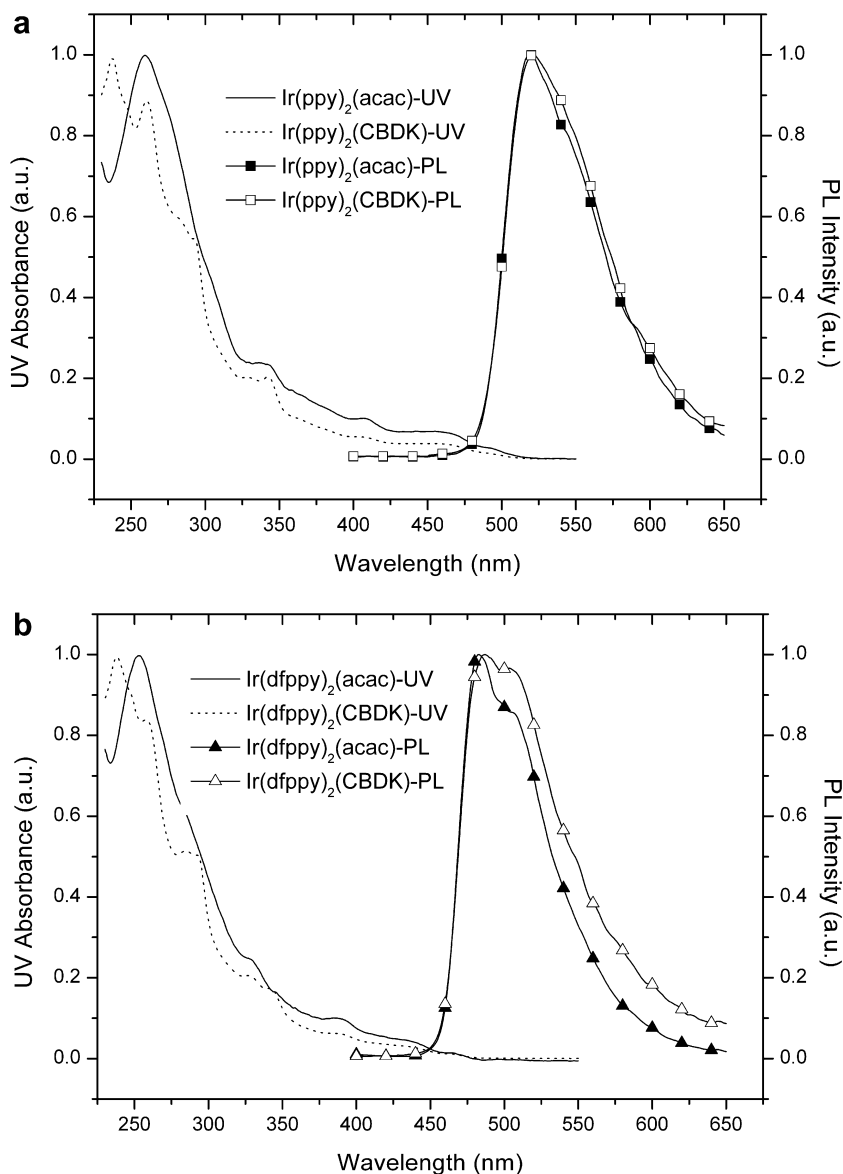 a
1.0
0.8
0.6
0.4
0.2
0.0
UV Absorbance (a.u.)
Ir(ppy)₂(acac)-UV
Ir(ppy)₂(CBDK)-UV
Ir(ppy)₂(acac)-PL
Ir(ppy)₂(CBDK)-PL
1.0
0.8
0.6
0.4
0.2
0.0
PL Intensity (a.u.)
250 300 350 400 450 500 550 600 650
Wavelength (nm)
b
1.0
0.8
0.6
0.4
0.2
0.0
UV Absorbance (a.u.)
Ir(dfppy)₂(acac)-UV
Ir(dfppy)₂(CBDK)-UV
Ir(dfppy)₂(acac)-PL
Ir(dfppy)₂(CBDK)-PL
1.0
0.8
0.6
0.4
0.2
0.0
PL Intensity (a.u.)
250 300 350 400 450 500 550 600 650
Wavelength (nm)